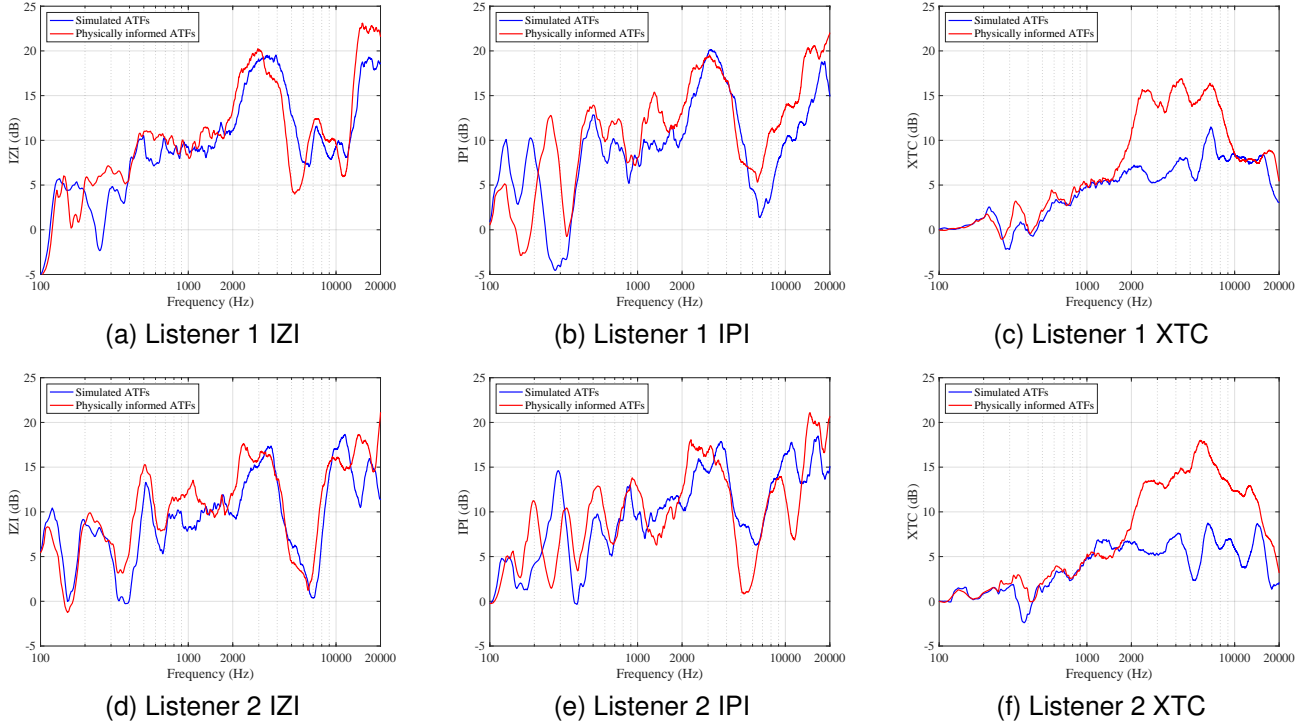 Simulated ATFs
Physically informed ATFs
IZI (dB)
25
20
15
10
5
0
-5
100
200
1000
2000
10000
20000
Frequency (Hz)
(a) Listener 1 IZI
Simulated ATFs
Physically informed ATFs
IPI (dB)
25
20
15
10
5
0
-5
100
200
1000
2000
10000
20000
Frequency (Hz)
(b) Listener 1 IPI
Simulated ATFs
Physically informed ATFs
XTC (dB)
25
20
15
10
5
0
-5
100
200
1000
2000
10000
20000
Frequency (Hz)
(c) Listener 1 XTC
Simulated ATFs
Physically informed ATFs
IZI (dB)
25
20
15
10
5
0
-5
100
200
1000
2000
10000
20000
Frequency (Hz)
(d) Listener 2 IZI
Simulated ATFs
Physically informed ATFs
IPI (dB)
25
20
15
10
5
0
-5
100
200
1000
2000
10000
20000
Frequency (Hz)
(e) Listener 2 IPI
Simulated ATFs
Physically informed ATFs
XTC (dB)
25
20
15
10
5
0
-5
100
200
1000
2000
10000
20000
Frequency (Hz)
(f) Listener 2 XTC